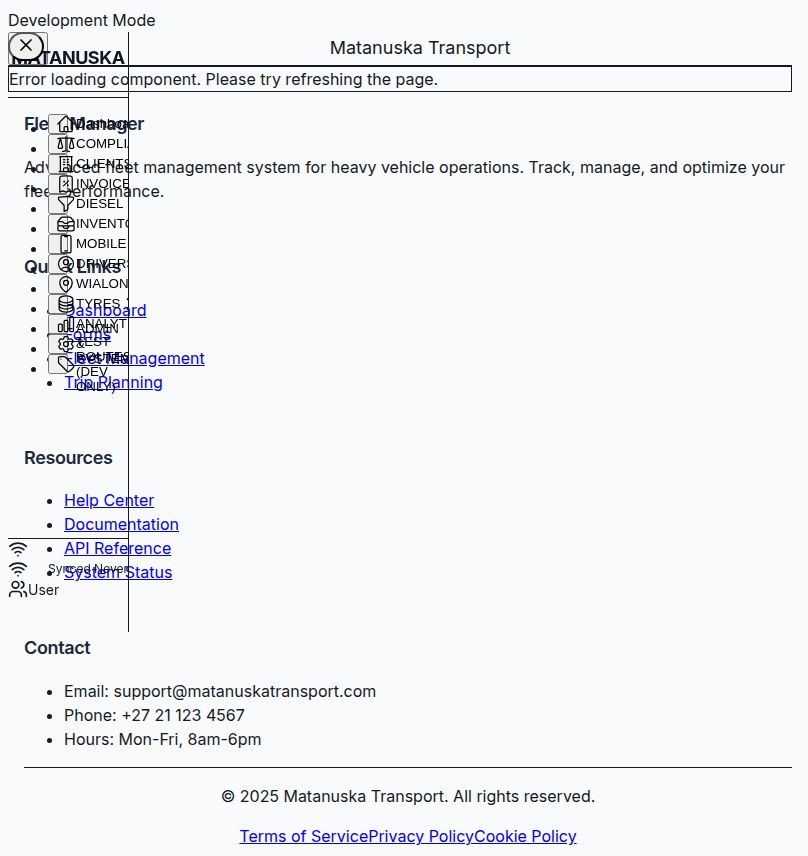 Development Mode
MATANUSKA
Matanuska Transport
Error loading component. Please try refreshing the page.
Fleet Manager
Advanced fleet management system for heavy vehicle operations. Track, manage, and optimize your
fleet performance.
COMPLI
CLIENTS
INVOICE
DIESEL
INVENTO
MOBILE
DRIVERS
WIALON
TYRES
ANALYT
ADMIN
TEST
ROUTES
(DEV
ONLY)
Quick Links
Dashboard
Forms
Fleet Management
Trip Planning
Resources
Help Center
Documentation
API Reference
System Status
Synced Never
User
Contact
Email: support@matanuskatransport.com
Phone: +27 21 123 4567
Hours: Mon-Fri, 8am-6pm
© 2025 Matanuska Transport. All rights reserved.
Terms of ServicePrivacy PolicyCookie Policy